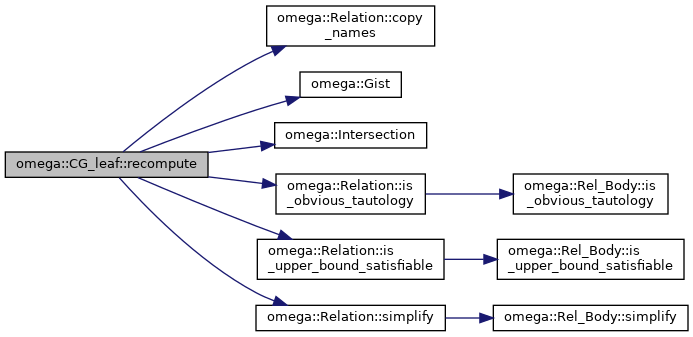 omega::Relation::copy
_names
omega::Gist
omega::Intersection
omega::CG_leaf::recompute
omega::Relation::is
_obvious_tautology
omega::Rel_Body::is
_obvious_tautology
omega::Relation::is
_upper_bound_satisfiable
omega::Rel_Body::is
_upper_bound_satisfiable
omega::Relation::simplify
omega::Rel_Body::simplify